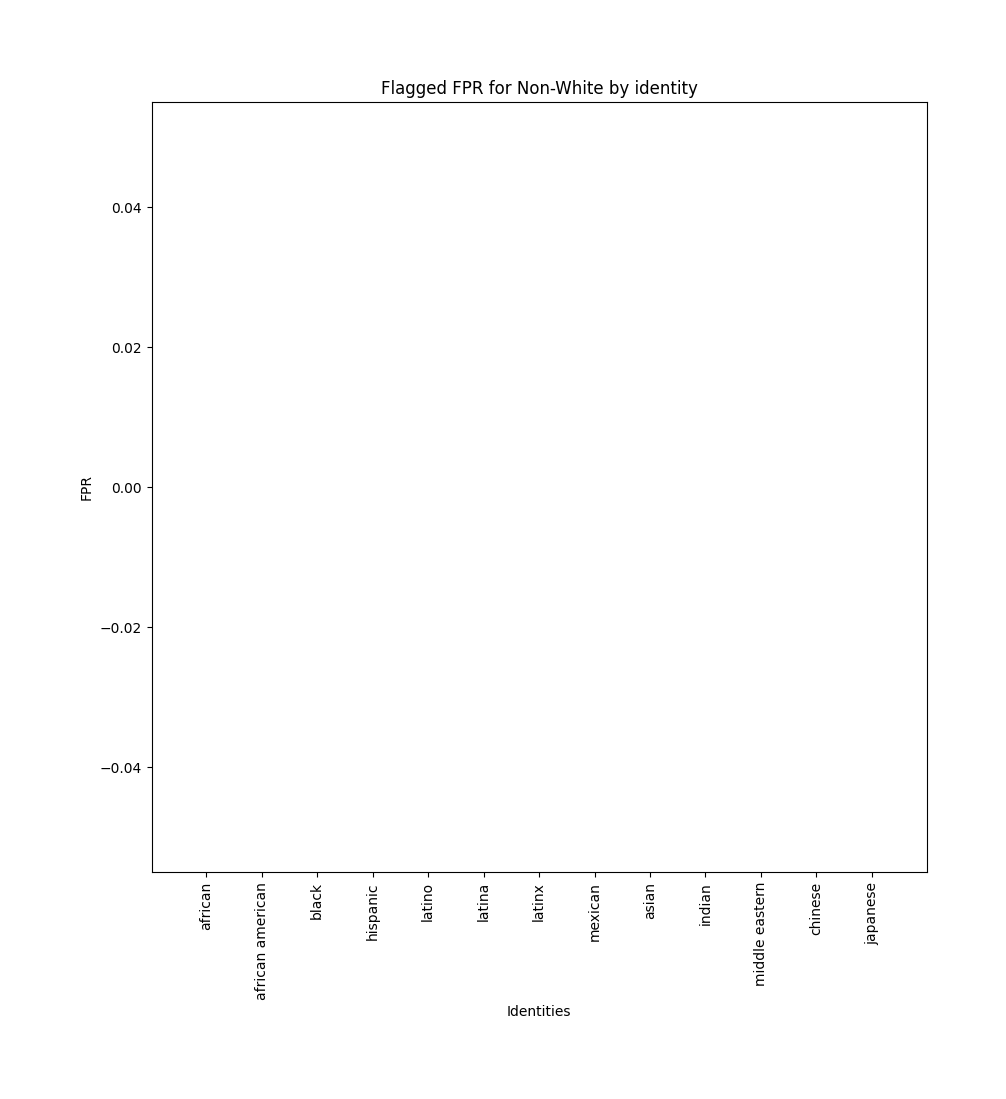 Flagged FPR for Non-White by identity
0.04
0.02
0.00
−0.02
−0.04
FPR
african
african american
black
hispanic
latino
latina
latinx
mexican
asian
indian
middle eastern
chinese
japanese
Identities